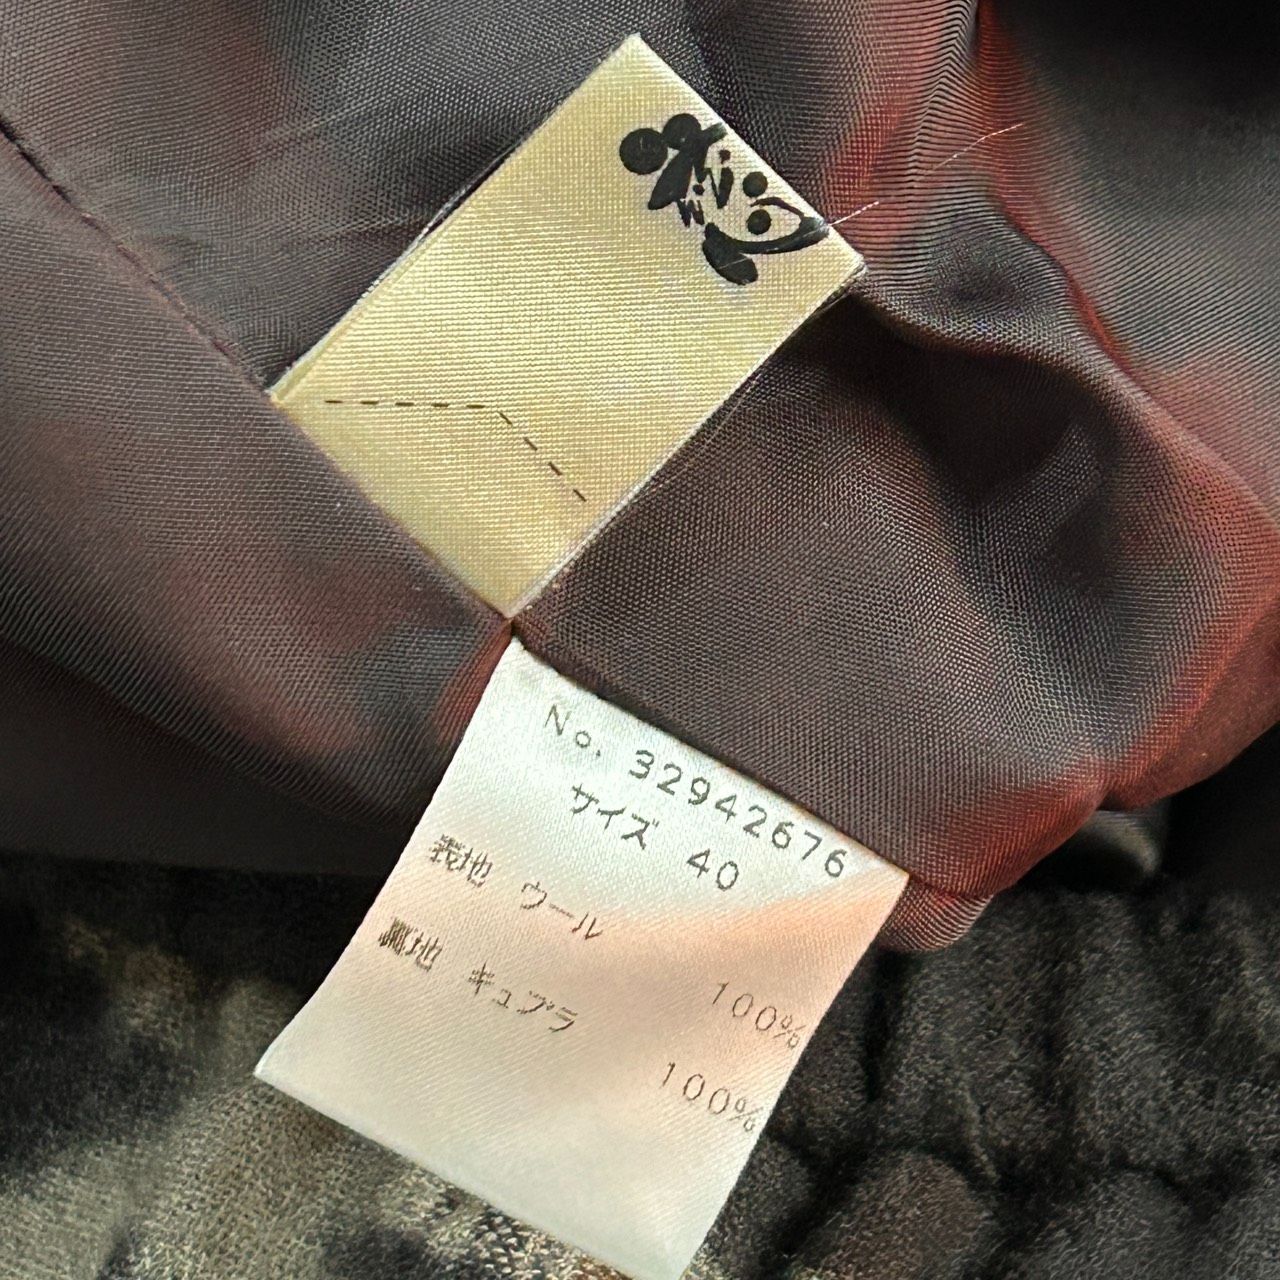 No. 32942676
サイズ 40
表地 ウール 100%
裏地 キュプラ 100%